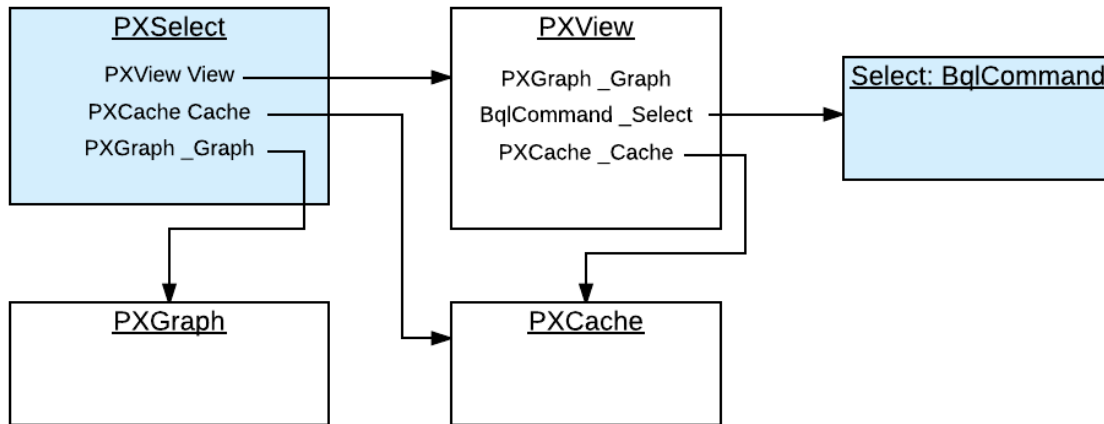 PXSelect
PXView View
PXCache Cache
PXGraph _Graph
PXView
PXGraph _Graph
BqlCommand _Select
PXCache _Cache
Select: BqlCommand
PXGraph
PXCache